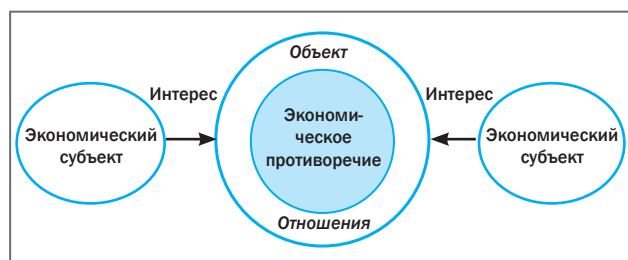 Объект
Интерес
Интерес
Экономический
субъект
Экономи-
ческое
противоречие
Экономический
субъект
Отношения